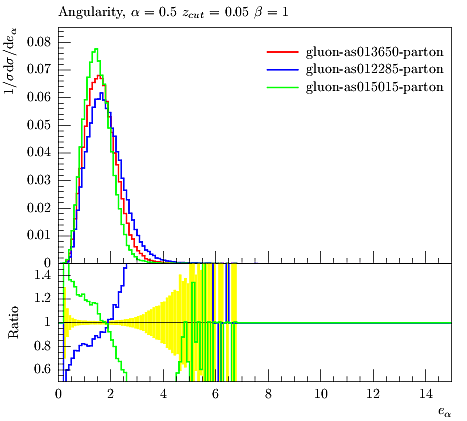 Angularity, α = 0.5 z_cut = 0.05 β = 1
1/σ dσ/de_α
0.08
0.07
0.06
0.05
0.04
0.03
0.02
0.01
0
gluon-as013650-parton
gluon-as012285-parton
gluon-as015015-parton
Ratio
1.4
1.2
1
0.8
0.6
0 2 4 6 8 10 12 14
e_α